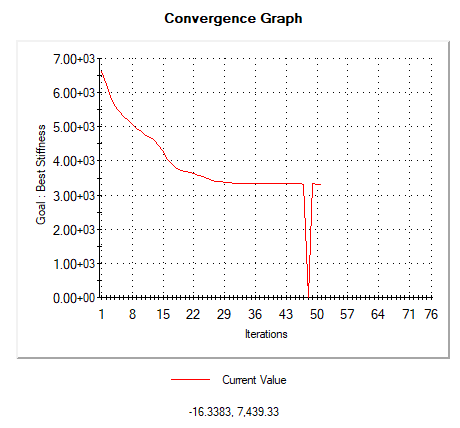 Convergence Graph
7.00+03
6.00+03
5.00+03
4.00+03
3.00+03
2.00+03
1.00+03
0.00+00
Goal : Best Stiffness
1 8 15 22 29 36 43 50 57 64 71 76
Iterations
Current Value
-16.3383, 7,439.33